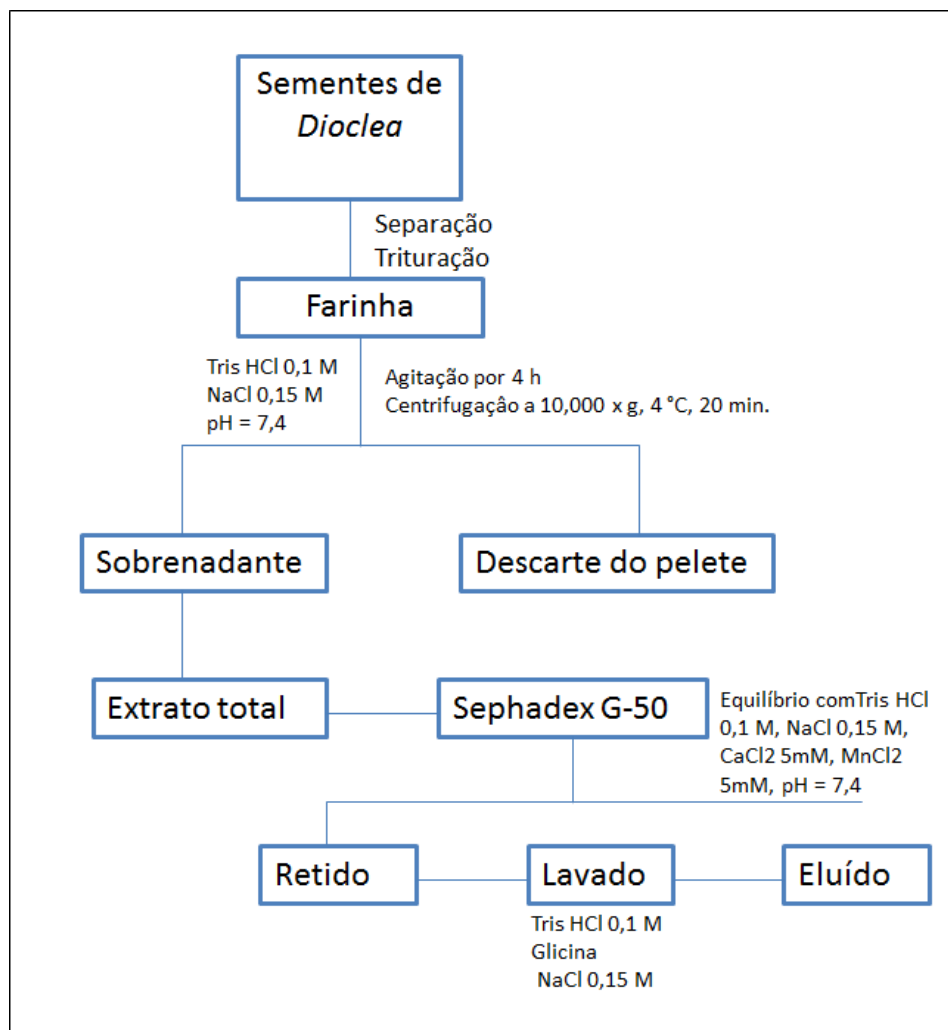 Sementes de
Dioclea
Separação
Trituração
Farinha
Tris HCl 0,1 M
NaCl 0,15 M
pH = 7,4
Agitação por 4 h
Centrifugaçâo a 10,000 x g, 4 °C, 20 min.
Sobrenadante
Descarte do pelete
Extrato total
Sephadex G-50
Equilíbrio comTris HCl
0,1 M, NaCl 0,15 M,
CaCl2 5mM, MnCl2
5mM, pH = 7,4
Retido
Lavado
Eluído
Tris HCl 0,1 M
Glicina
NaCl 0,15 M